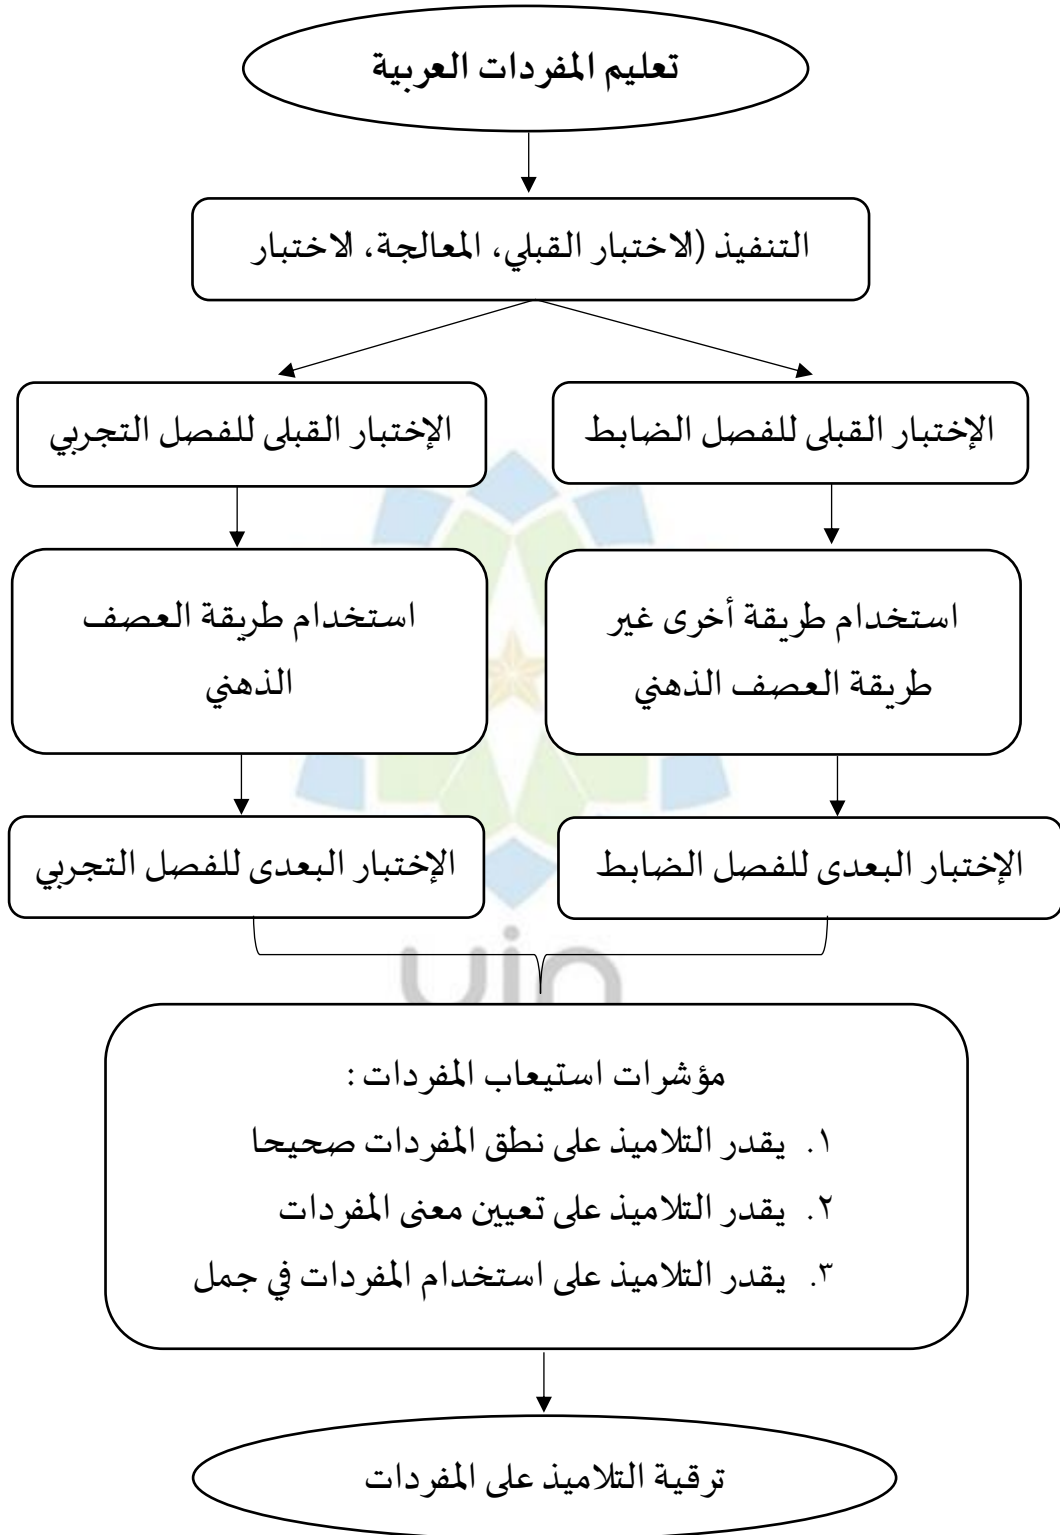 تعليم المفردات العربية
التنفيذ (الاختبار القبلي، المعالجة، الاختبار
الإختبار القبلى للفصل الضابط
الإختبار القبلى للفصل التجربي
استخدام طريقة أخرى غير
طريقة العصف الذهني
استخدام طريقة العصف
الذهني
الإختبار البعدى للفصل الضابط
الإختبار البعدى للفصل التجربي
uin
مؤشرات استيعاب المفردات :
١. يقدر التلاميذ على نطق المفردات صحيحا
٢. يقدر التلاميذ على تعيين معنى المفردات
٣. يقدر التلاميذ على استخدام المفردات في جمل
ترقية التلاميذ على المفردات